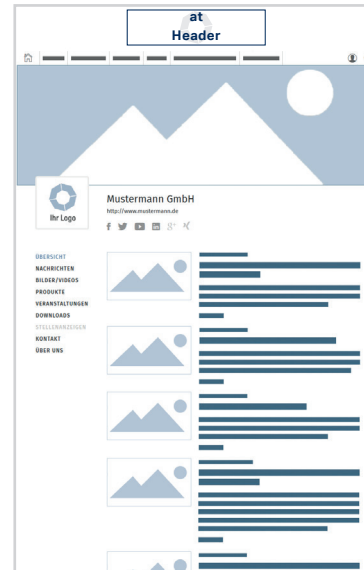 at
Header
Ihr Logo
Mustermann GmbH
http://www.mustermann.de
ÜBERSICHT
NACHRICHTEN
BILDER/VIDEOS
PRODUKTE
VERANSTALTUNGEN
DOWNLOADS
STELLENANZEIGEN
KONTAKT
ÜBER UNS